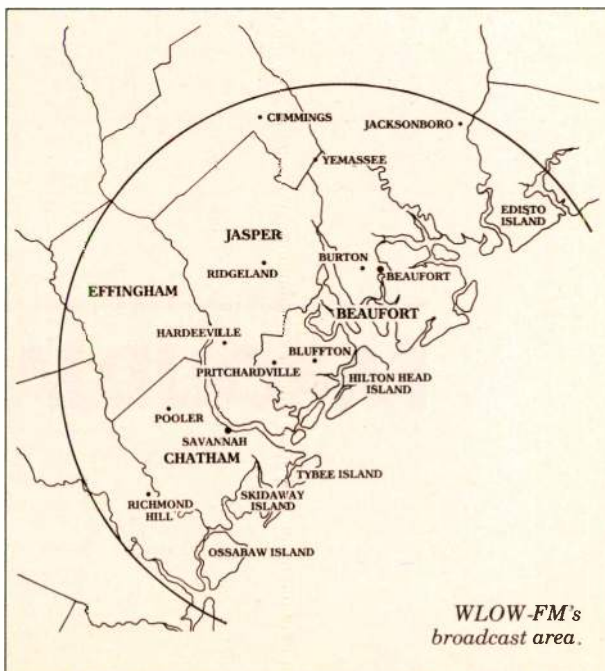 CUMMINGS
JACKSONBORO
YEMASSEE
EDISTO
ISLAND
JASPER
BURTON
RIDGELAND
BEAUFORT
EFFINGHAM
BEAUFORT
HARDEEVILLE
BLUFFTON
PRITCHARDVILLE
HILTON HEAD
ISLAND
POOLER
SAVANNAH
CHATHAM
TYBEE ISLAND
SKIDAWAY
ISLAND
RICHMOND
HILL
OSSABAW ISLAND
WLOW-FM's
broadcast area.